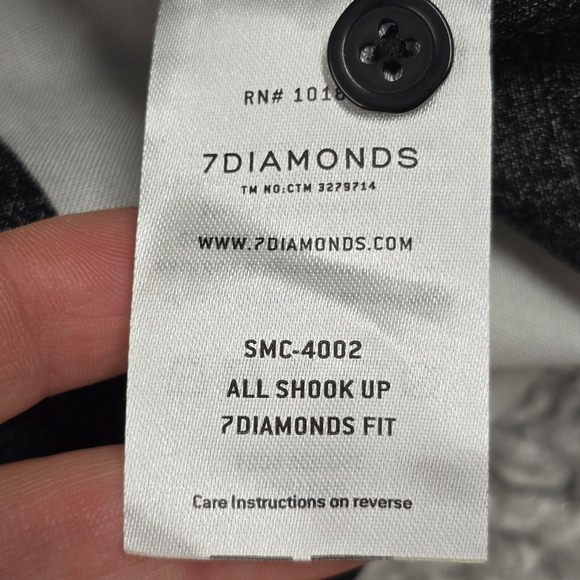 RN# 1018
7DIAMONDS
TM NO:CTM 3279714
WWW.7DIAMONDS.COM
SMC-4002
ALL SHOOK UP
7DIAMONDS FIT
Care Instructions on reverse